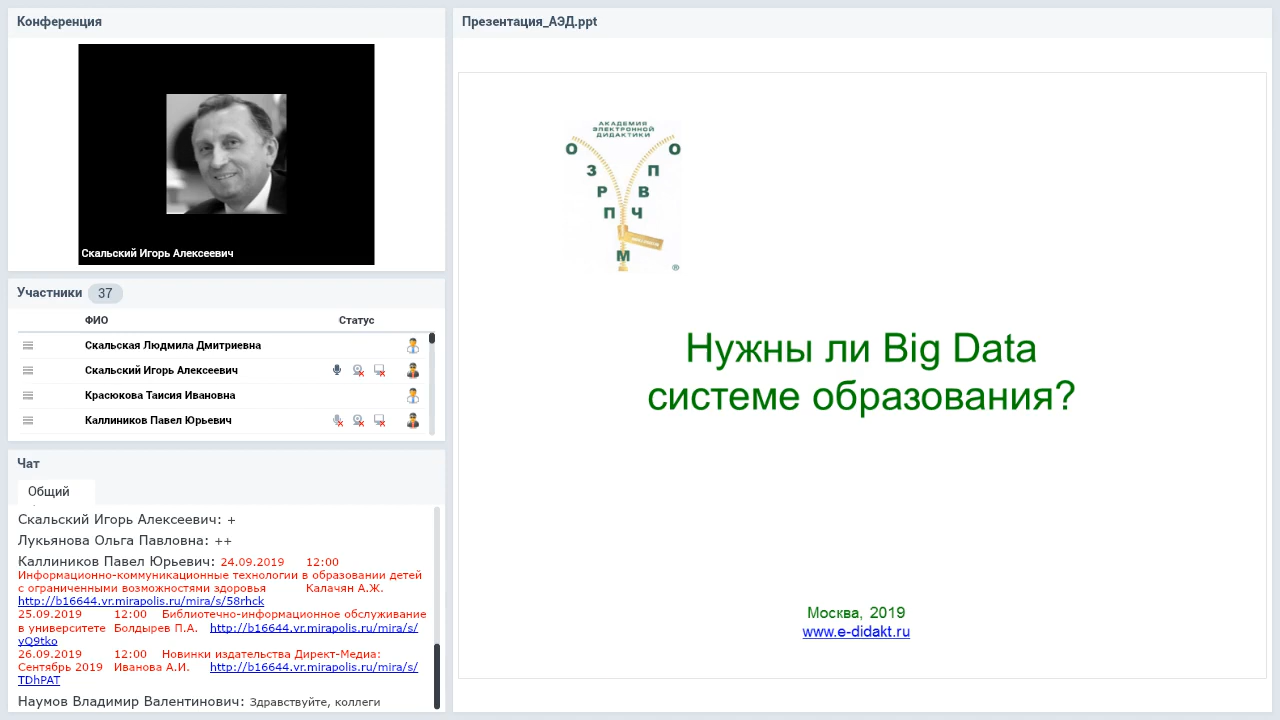 Конференция
Скальский Игорь Алексеевич
Участники 37
ФИО Статус
Скальская Людмила Дмитриевна
Скальский Игорь Алексеевич
Красюкова Таисия Ивановна
Каллиников Павел Юрьевич
Чат
Общий
Скальский Игорь Алексеевич: +
Лукьянова Ольга Павловна: ++
Каллиников Павел Юрьевич: 24.09.2019 12:00
Информационно-коммуникационные технологии в образовании детей
с ограниченными возможностями здоровья Калачян А.Ж.
http://b16644.vr.mirapolis.ru/mira/s/58rhck
25.09.2019 12:00 Библиотечно-информационное обслуживание
в университете Болдырев П.А. http://b16644.vr.mirapolis.ru/mira/s/
yQ9tko
26.09.2019 12:00 Новинки издательства Директ-Медиа:
Сентябрь 2019 Иванова А.И. http://b16644.vr.mirapolis.ru/mira/s/
TDhPAT
Наумов Владимир Валентинович: Здравствуйте, коллеги
Презентация_АЭД.ppt
АКАДЕМИЯ
ЭЛЕКТРОННОЙ
ДИДАКТИКИ
О О
З П
Р В
П Ч
М
®
Нужны ли Big Data
системе образования?
Москва, 2019
www.e-didakt.ru